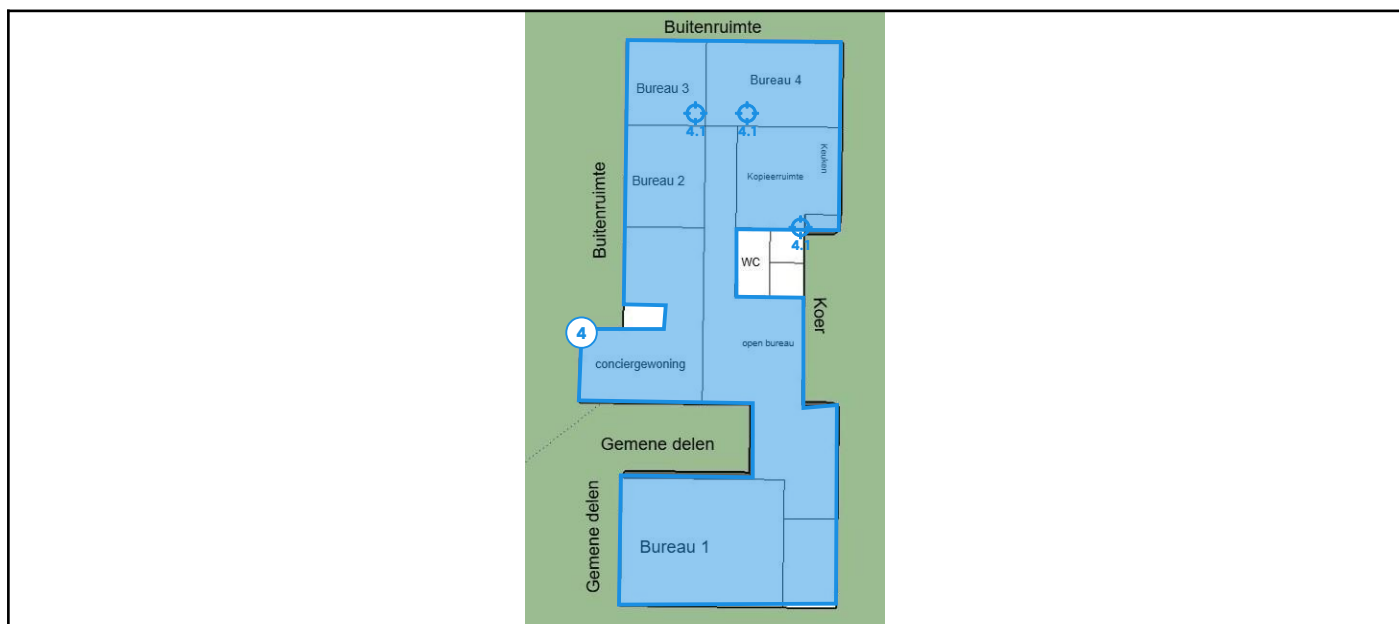 Buitenruimte
Bureau 3
Bureau 4
4.1
4.1
Keuken
Buitenruimte
Bureau 2
Kopieerruimte
4.1
WC
Koer
4
open bureau
conciergewoning
Gemene delen
Gemene delen
Bureau 1